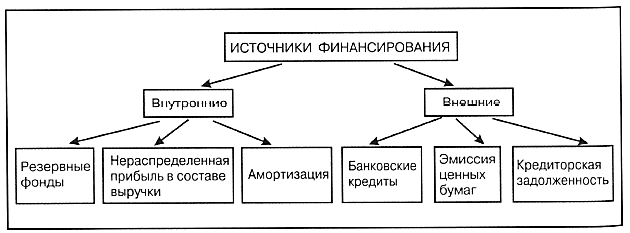 ИСТОЧНИКИ ФИНАНСИРОВАНИЯ
Внутренние
Внешние
Резервные
фонды
Нераспределенная
прибыль в составе
выручки
Амортизация
Банковские
кредиты
Эмиссия
ценных
бумаг
Кредиторская
задолженность